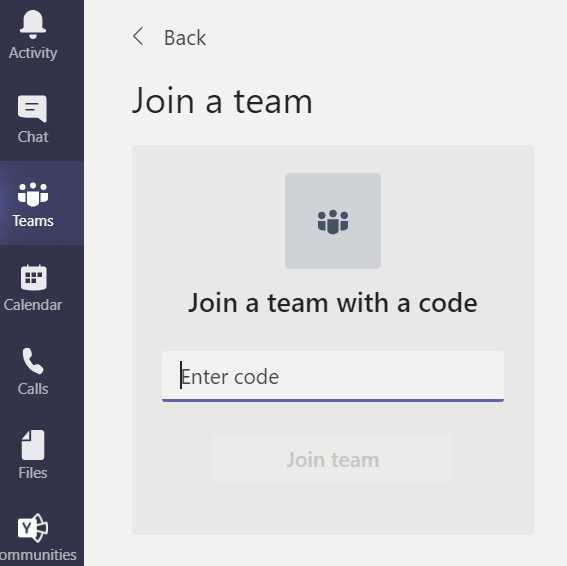 Activity
Chat
Teams
Calendar
Calls
Files
Y
ommunities
Back
Join a team
Join a team with a code
Enter code
Join team